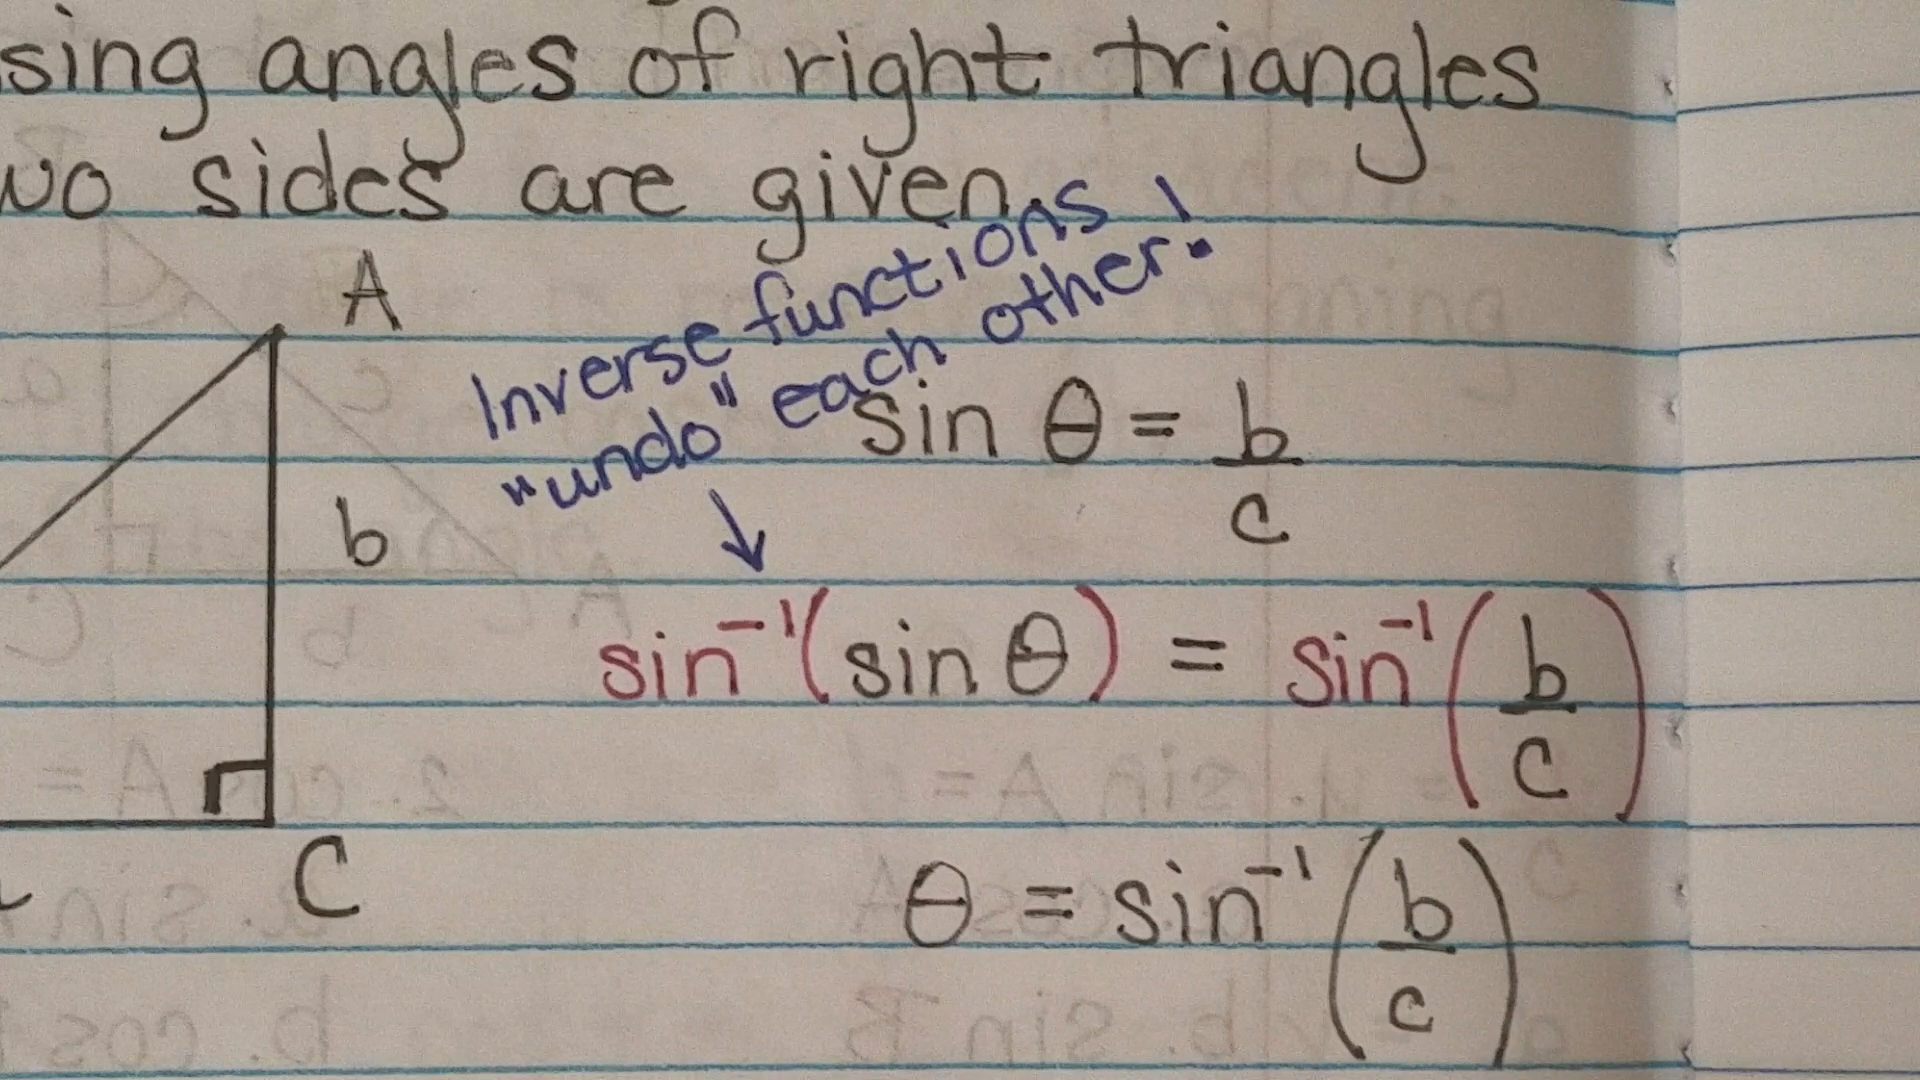 sing angles of right triangles
wo sides are given.
Inverse functions
"undo" each other!
A
sin θ = b/c
b
sin⁻¹(sin θ) = sin⁻¹(b/c)
C
θ = sin⁻¹(b/c)